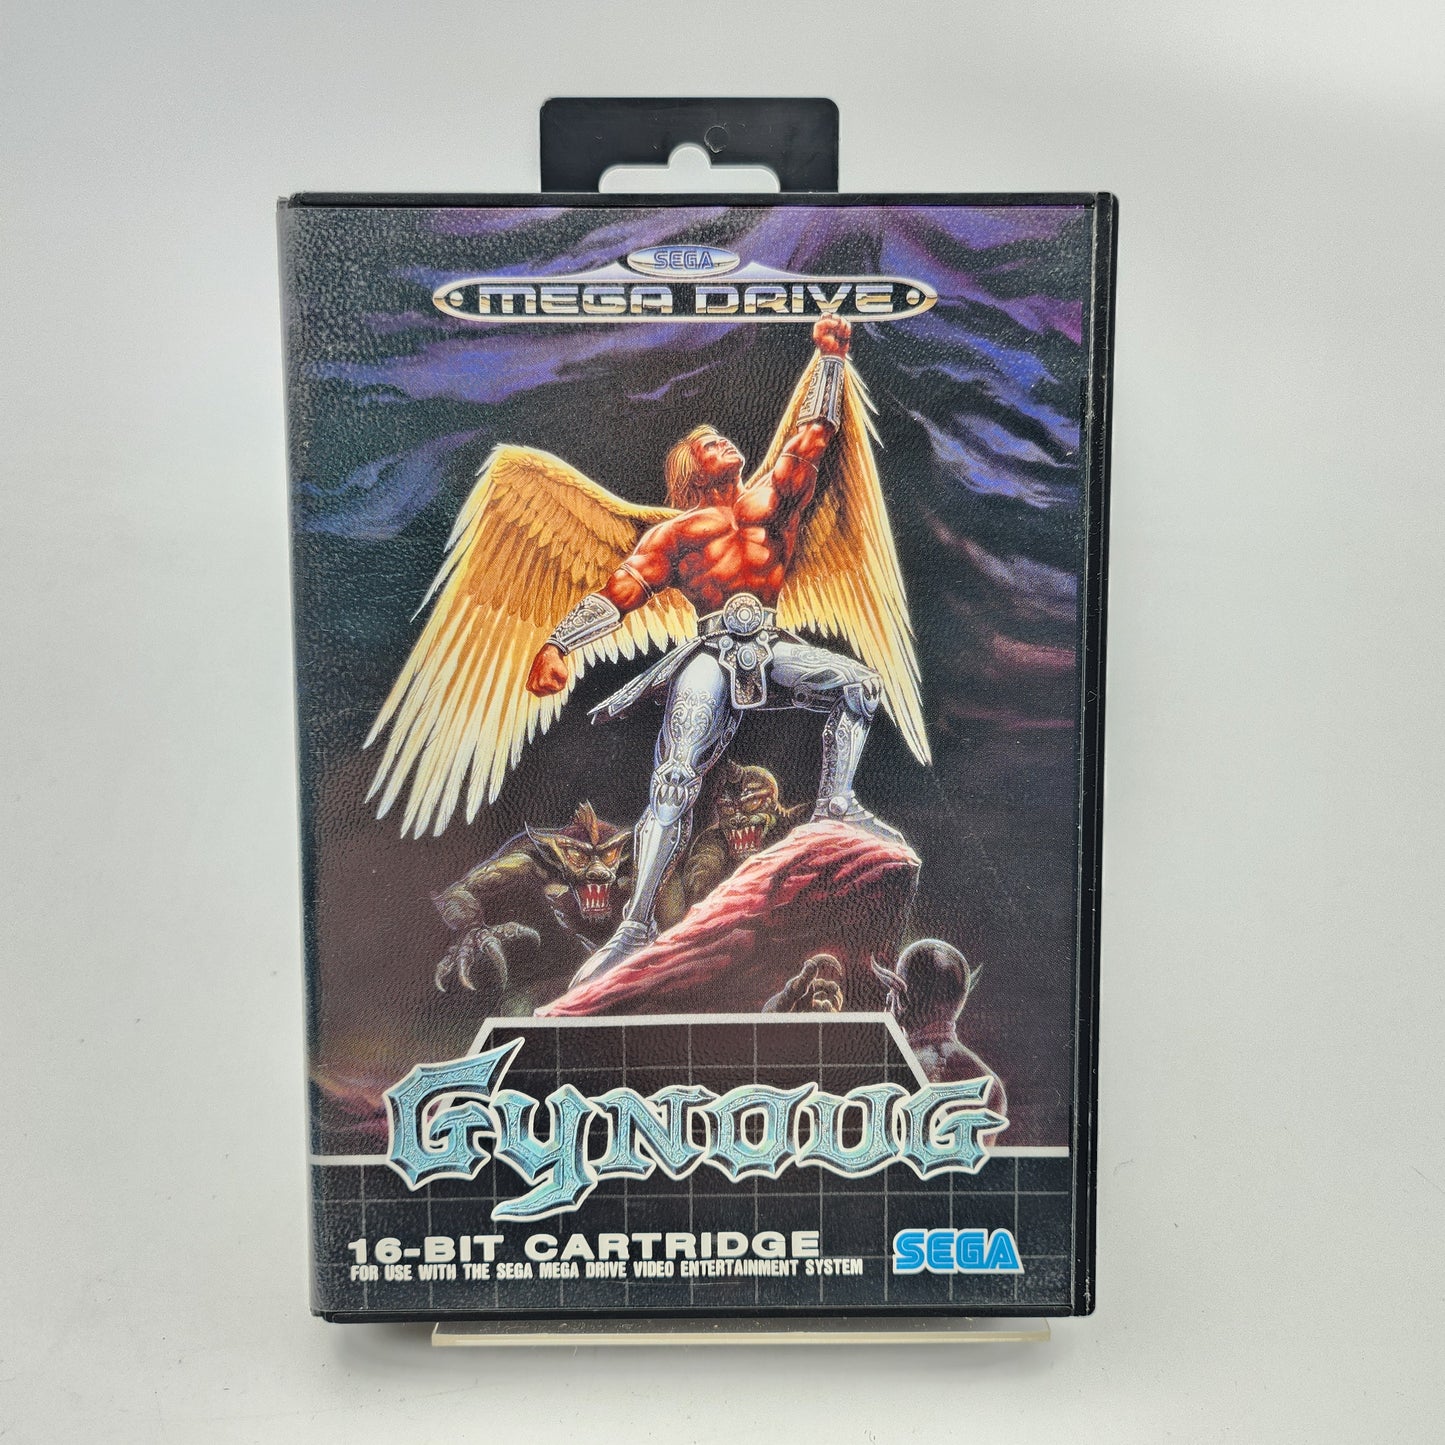 SEGA
MEGA DRIVE
GYNOUG
16-BIT CARTRIDGE
FOR USE WITH THE SEGA MEGA DRIVE VIDEO ENTERTAINMENT SYSTEM
SEGA